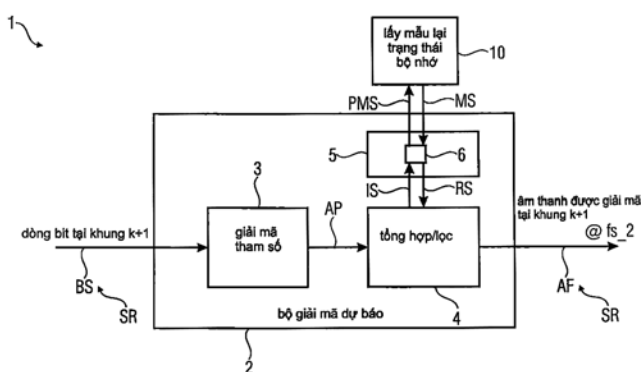 1
lấy mẫu lại
trạng thái
bộ nhớ
10
PMS
MS
5
6
IS
RS
3
giải mã
tham số
AP
tổng hợp/lọc
4
dòng bit tại khung k+1
BS
SR
âm thanh được giải mã
tại khung k+1
@ fs_2
AF
SR
bộ giải mã dự báo
2